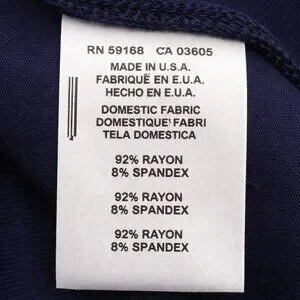 RN 59168 CA 03605
MADE IN U.S.A.
FABRIQUÉ EN E.U.A.
HECHO EN E.U.A.
DOMESTIC FABRIC
DOMESTIQUE FABRI
TELA DOMESTICA
92% RAYON
8% SPANDEX
92% RAYON
8% SPANDEX
92% RAYON
8% SPANDEX